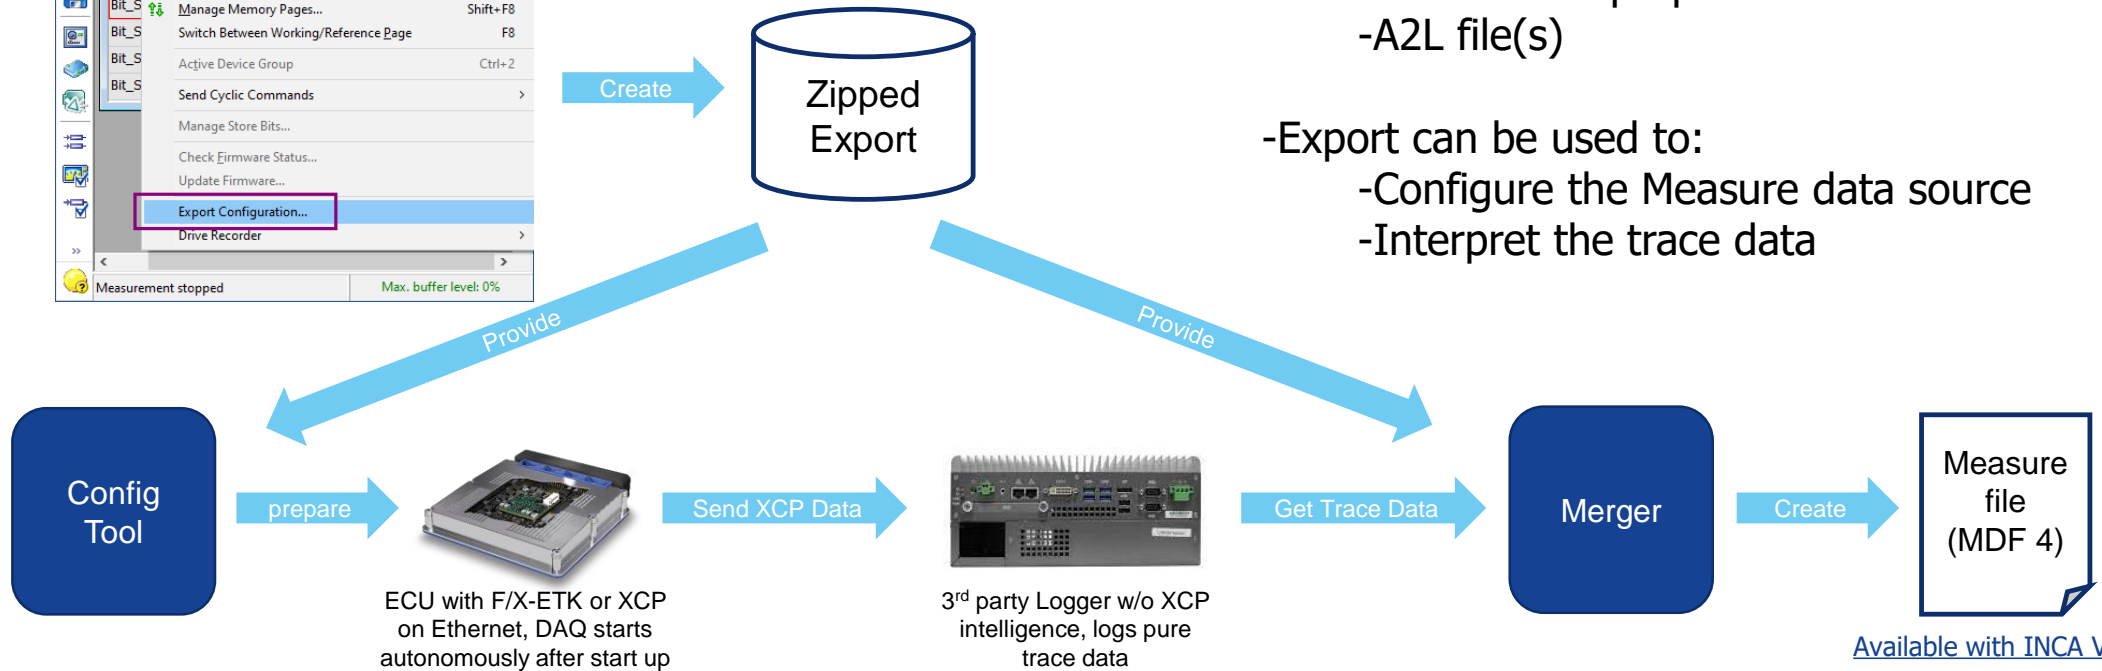 Bit_S
Manage Memory Pages... Shift+F8
Bit_S
Switch Between Working/Reference Page F8
Bit_S
Active Device Group Ctrl+2
Bit_S
Send Cyclic Commands >
Manage Store Bits...
Check Firmware Status...
Update Firmware...
Export Configuration...
Drive Recorder >
Measurement stopped
Max. buffer level: 0%
Create
Zipped
Export
-A2L file(s)
-Export can be used to:
-Configure the Measure data source
-Interpret the trace data
Provide
Provide
Config
Tool
prepare
ECU with F/X-ETK or XCP
on Ethernet, DAQ starts
autonomously after start up
Send XCP Data
3rd party Logger w/o XCP
intelligence, logs pure
trace data
Get Trace Data
Merger
Create
Measure
file
(MDF 4)
Available with INCA V